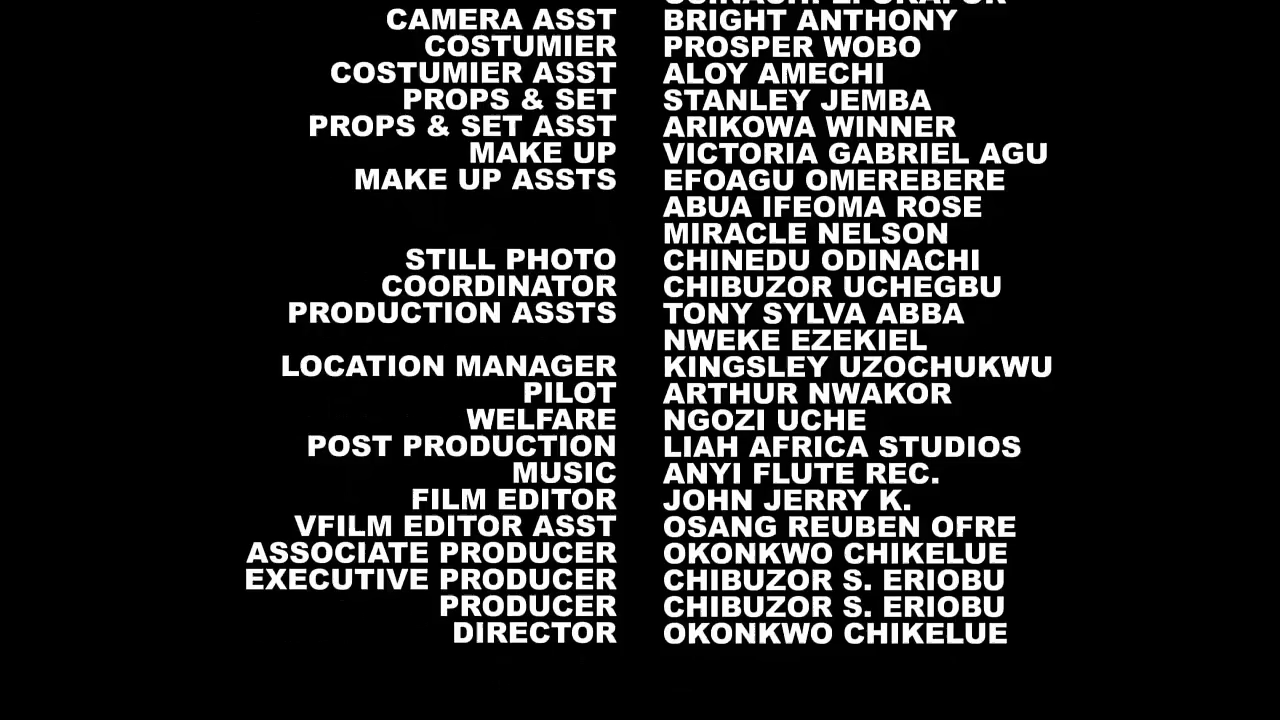 CAMERA ASST BRIGHT ANTHONY
COSTUMIER PROSPER WOBO
COSTUMIER ASST ALOY AMECHI
PROPS & SET STANLEY JEMBA
PROPS & SET ASST ARIKOWA WINNER
MAKE UP VICTORIA GABRIEL AGU
MAKE UP ASSTS EFOAGU OMEREBERE
ABUA IFEOMA ROSE
MIRACLE NELSON
STILL PHOTO CHINEDU ODINACHI
COORDINATOR CHIBUZOR UCHEGBU
PRODUCTION ASSTS TONY SYLVA ABBA
NWEKE EZEKIEL
LOCATION MANAGER KINGSLEY UZOCHUKWU
PILOT ARTHUR NWAKOR
WELFARE NGOZI UCHE
POST PRODUCTION LIAH AFRICA STUDIOS
MUSIC ANYI FLUTE REC.
FILM EDITOR JOHN JERRY K.
VFILM EDITOR ASST OSANG REUBEN OFRE
ASSOCIATE PRODUCER OKONKWO CHIKELUE
EXECUTIVE PRODUCER CHIBUZOR S. ERIOBU
PRODUCER CHIBUZOR S. ERIOBU
DIRECTOR OKONKWO CHIKELUE